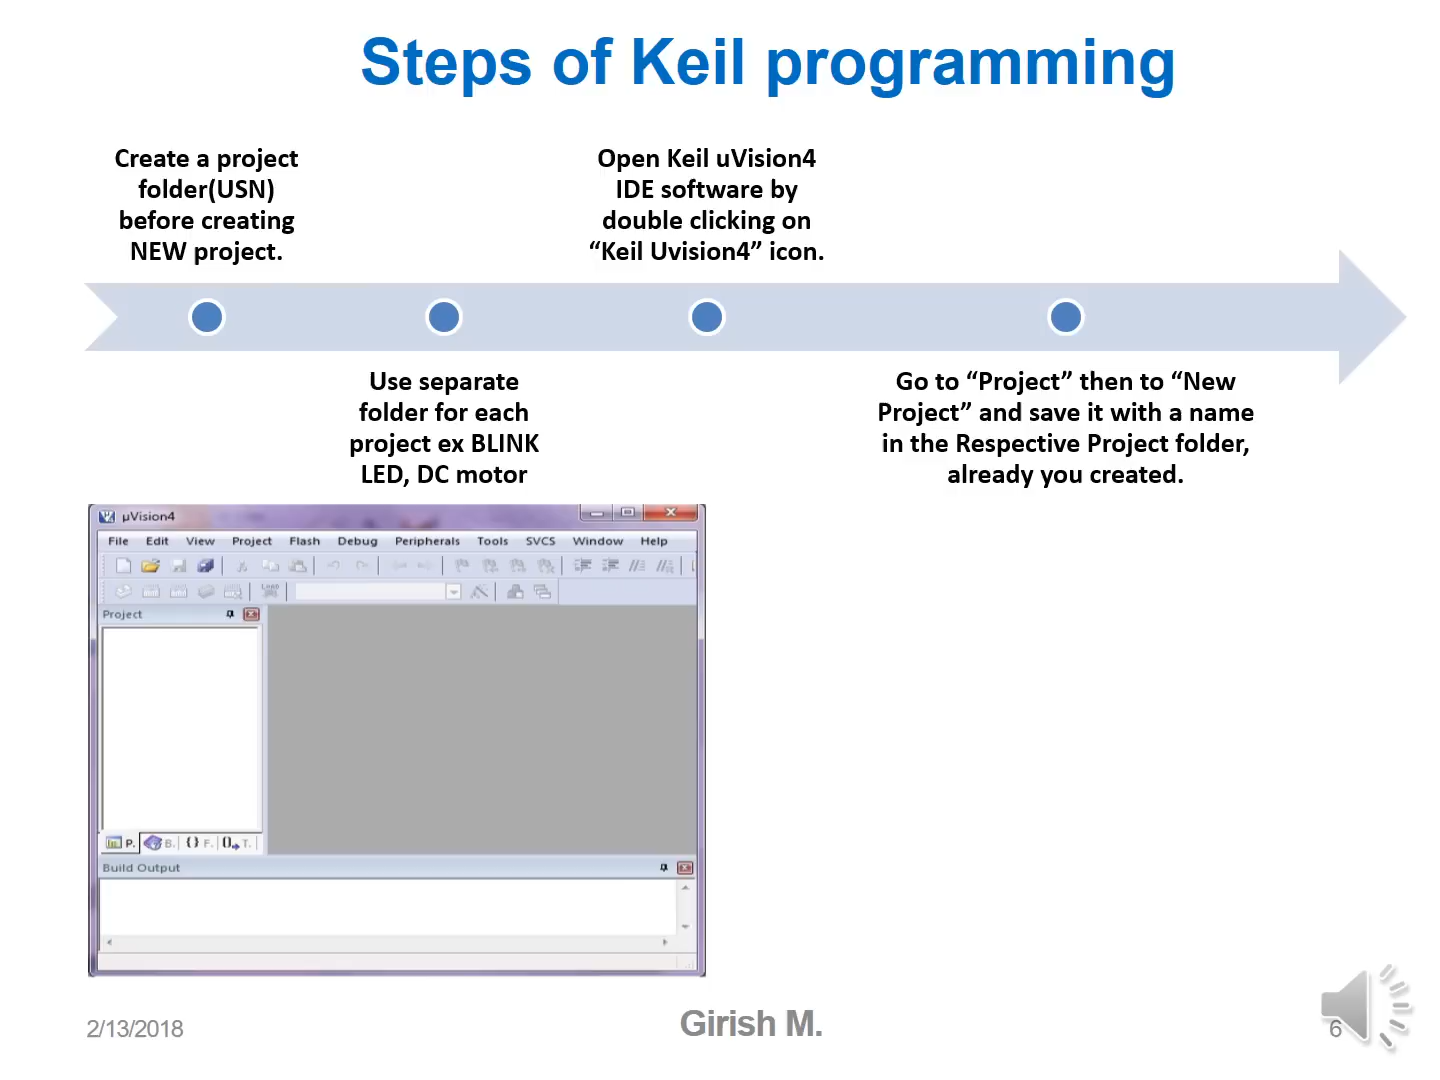 Steps of Keil programming
Create a project
folder(USN)
before creating
NEW project.
Use separate
folder for each
project ex BLINK
LED, DC motor
Open Keil uVision4
IDE software by
double clicking on
“Keil Uvision4” icon.
Go to “Project” then to “New
Project” and save it with a name
in the Respective Project folder,
already you created.
µVision4
File Edit View Project Flash Debug Peripherals Tools SVCS Window Help
LOAD
Project
P. B. {} F. 0 T.
Build Output
2/13/2018
Girish M.
6